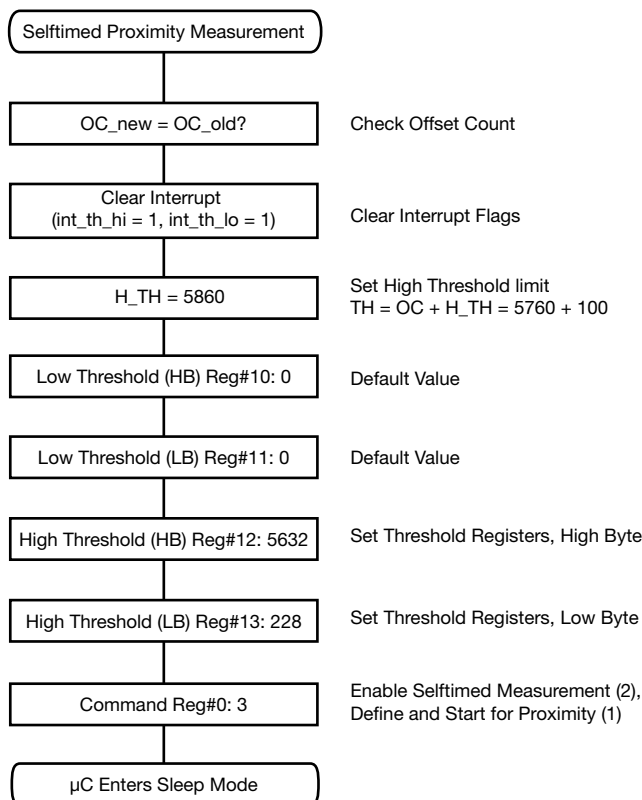 Selftimed Proximity Measurement
OC_new = OC_old?
Check Offset Count
Clear Interrupt
(int_th_hi = 1, int_th_lo = 1)
Clear Interrupt Flags
H_TH = 5860
Set High Threshold limit
TH = OC + H_TH = 5760 + 100
Low Threshold (HB) Reg#10: 0
Default Value
Low Threshold (LB) Reg#11: 0
Default Value
High Threshold (HB) Reg#12: 5632
Set Threshold Registers, High Byte
High Threshold (LB) Reg#13: 228
Set Threshold Registers, Low Byte
Command Reg#0: 3
Enable Selftimed Measurement (2),
Define and Start for Proximity (1)
µC Enters Sleep Mode